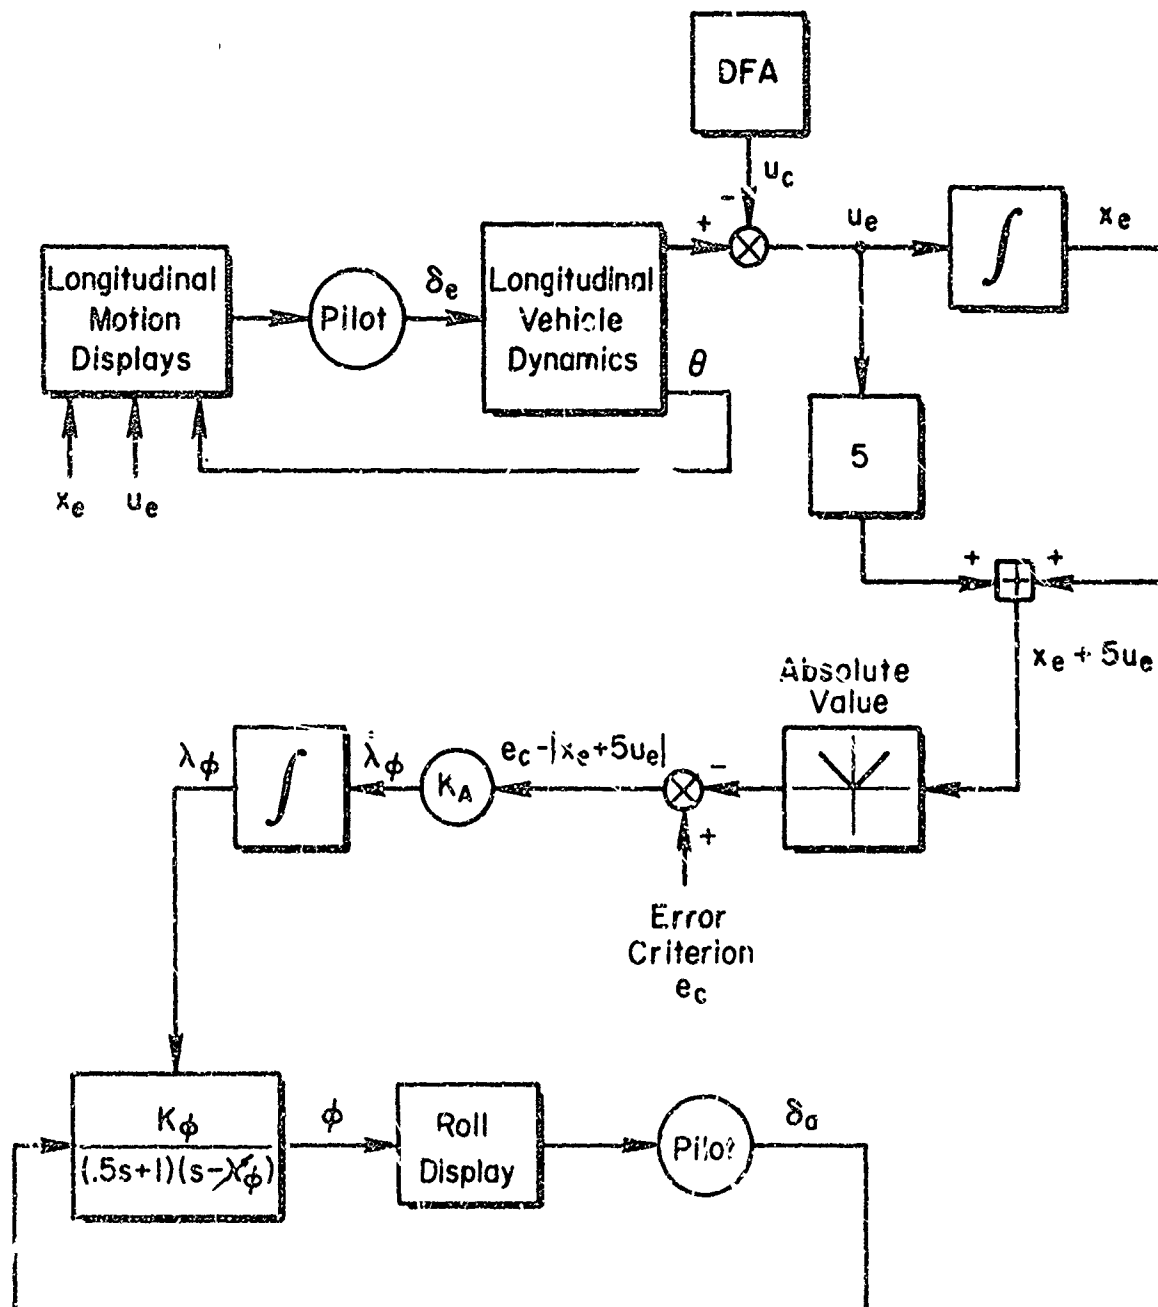 DFA
u_c
-
+
u_e
∫
x_e
Longitudinal
Motion
Displays
Pilot
δ_e
Longitudinal
Vehicle
Dynamics
θ
x_e
u_e
5
+
+
+
x_e + 5u_e
Absolute
Value
λ_ϕ
∫
λ̇_ϕ
K_A
e_c-|x_e+5u_e|
-
+
Error
Criterion
e_c
K_ϕ
(.5s+1)(s-λ_ϕ)
ϕ
Roll
Display
Pilot
δ_a